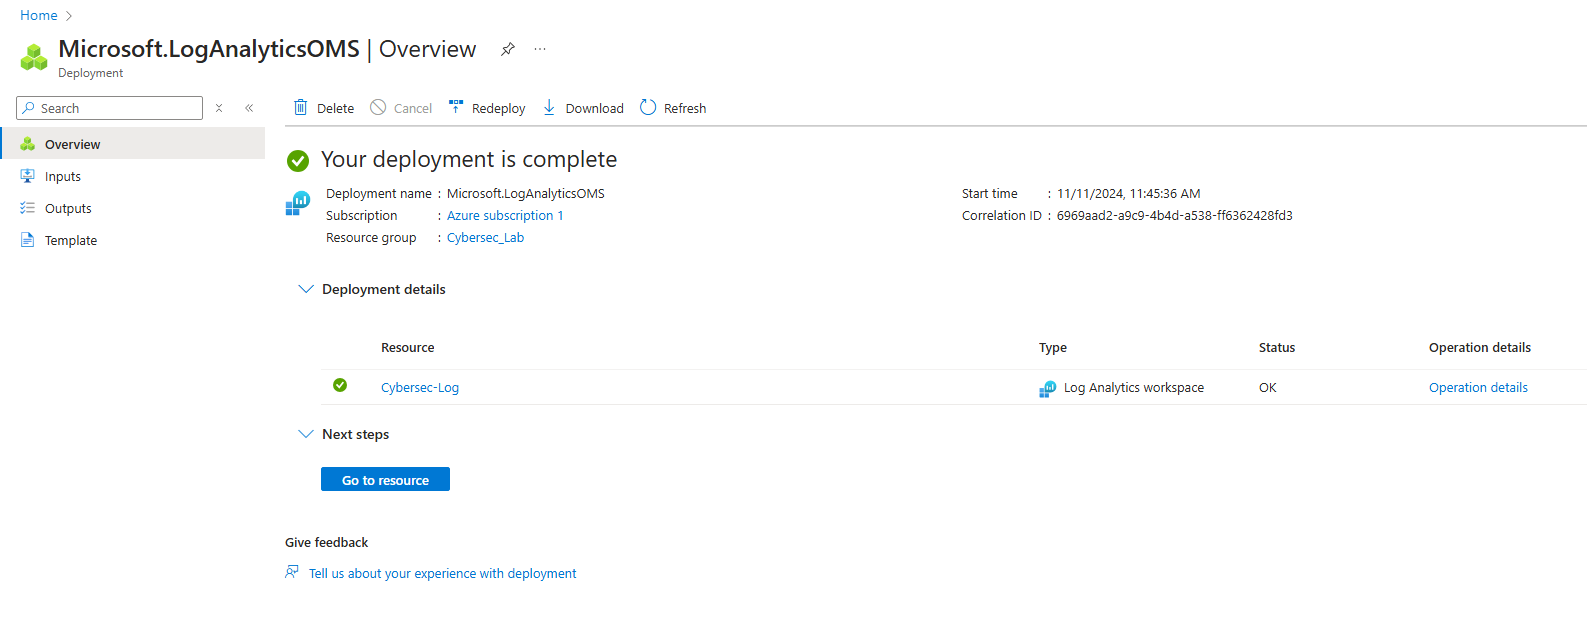 Home
Microsoft.LogAnalyticsOMS | Overview
Deployment
Search
Delete Cancel Redeploy Download Refresh
Overview
Inputs
Outputs
Template
Your deployment is complete
Deployment name : Microsoft.LogAnalyticsOMS Start time : 11/11/2024, 11:45:36 AM
Subscription : Azure subscription 1 Correlation ID : 6969aad2-a9c9-4b4d-a538-ff6362428fd3
Resource group : Cybersec_Lab
Deployment details
Resource Type Status Operation details
Cybersec-Log Log Analytics workspace OK Operation details
Next steps
Go to resource
Give feedback
Tell us about your experience with deployment